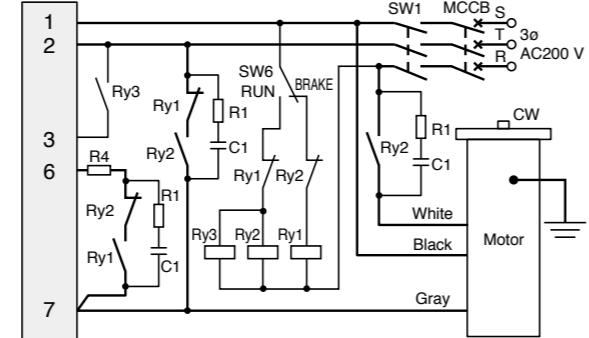 SW1 MCCB
1 S
2 T 3ø
R AC200 V
SW6
RUN BRAKE
Ry3 Ry1 R1
CW
3 R1
Ry2 C1 Ry2 C1
R4
6 Ry1 Ry2
R1
Ry2
White
Ry3 Ry2 Ry1
Black Motor
Ry1 C1
7 Gray